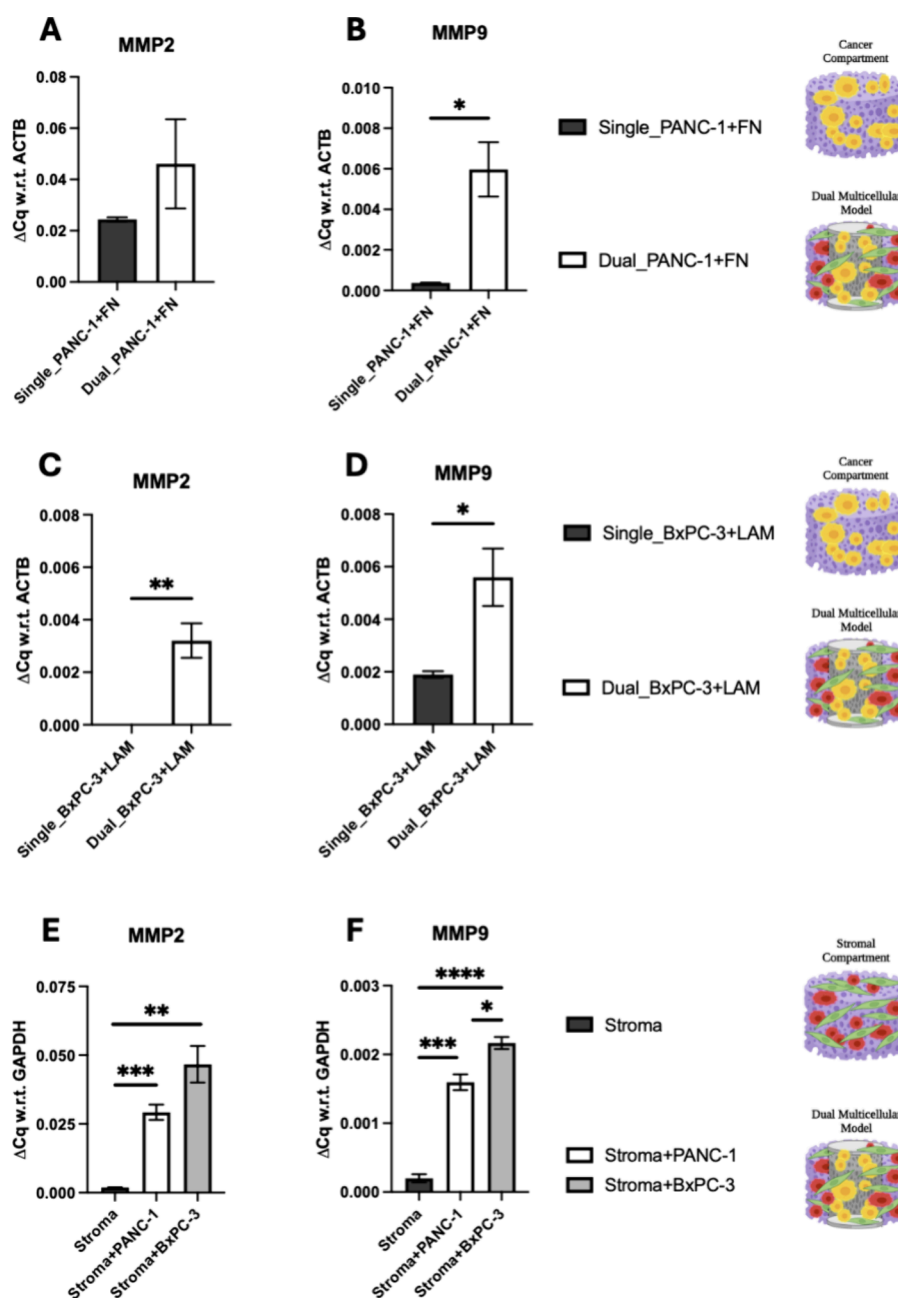 A
MMP2
ΔCq w.r.t. ACTB
0.08
0.06
0.04
0.02
0.00
Single_PANC-1+FN
Dual_PANC-1+FN
B
MMP9
ΔCq w.r.t. ACTB
0.010
0.008
0.006
0.004
0.002
0.000
*
Single_PANC-1+FN
Dual_PANC-1+FN
Single_PANC-1+FN
Dual_PANC-1+FN
Cancer
Compartment
Dual Multicellular
Model
C
MMP2
ΔCq w.r.t. ACTB
0.008
0.006
0.004
0.002
0.000
**
Single_BxPC-3+LAM
Dual_BxPC-3+LAM
D
MMP9
ΔCq w.r.t. ACTB
0.008
0.006
0.004
0.002
0.000
*
Single_BxPC-3+LAM
Dual_BxPC-3+LAM
Single_BxPC-3+LAM
Dual_BxPC-3+LAM
Cancer
Compartment
Dual Multicellular
Model
E
MMP2
ΔCq w.r.t. GAPDH
0.075
0.050
0.025
0.000
**
***
Stroma
Stroma+PANC-1
Stroma+BxPC-3
F
MMP9
ΔCq w.r.t. GAPDH
0.003
0.002
0.001
0.000
****
*
***
Stroma
Stroma+PANC-1
Stroma+BxPC-3
Stroma
Stroma+PANC-1
Stroma+BxPC-3
Stromal
Compartment
Dual Multicellular
Model